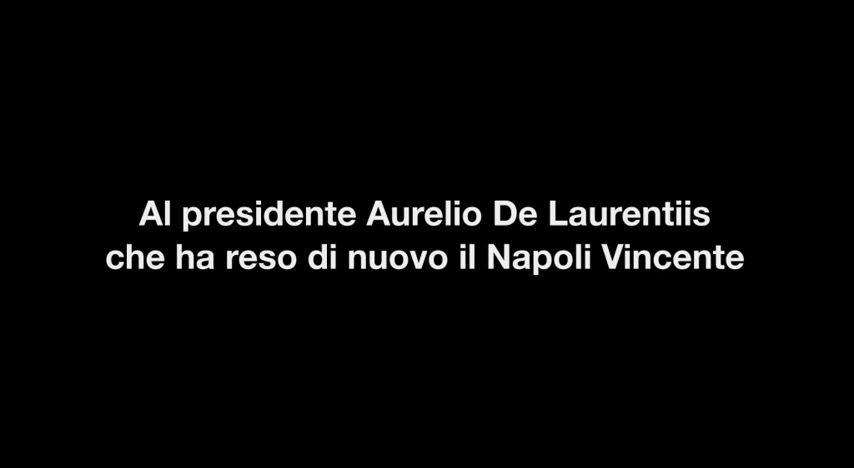 Al presidente Aurelio De Laurentiis
che ha reso di nuovo il Napoli Vincente